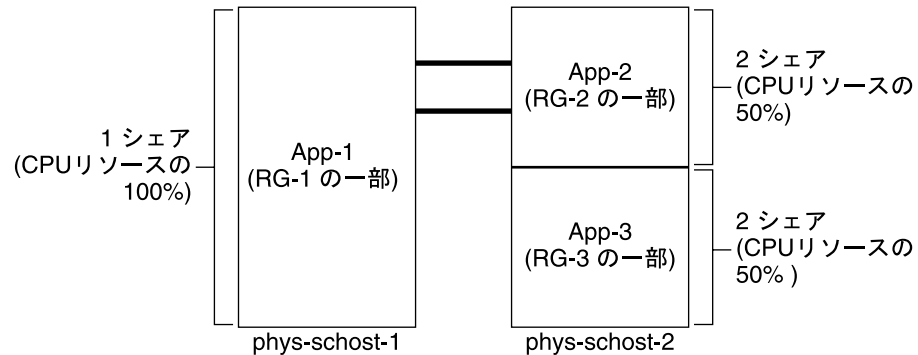 1 シェア
(CPUリソースの
100%)
App-1
(RG-1 の一部)
phys-schost-1
App-2
(RG-2 の一部)
2 シェア
(CPUリソースの
50%)
App-3
(RG-3 の一部)
2 シェア
(CPUリソースの
50% )
phys-schost-2